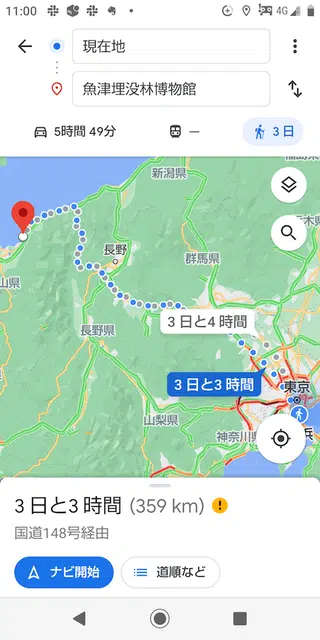 11:00
4G
現在地
魚津埋没林博物館
5時間 49分
—
3 日
新潟県
長野
群馬県
山県
3 日と4 時間
長野県
3 日と3 時間
東京
山梨県
神奈川県
浜
3 日と3 時間 (359 km)
国道148号経由
ナビ開始
道順など